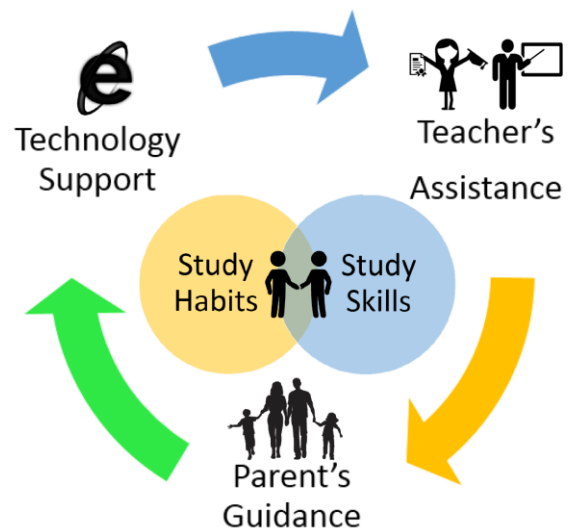 Technology
Support
Teacher's
Assistance
Study
Habits
Study
Skills
Parent's
Guidance